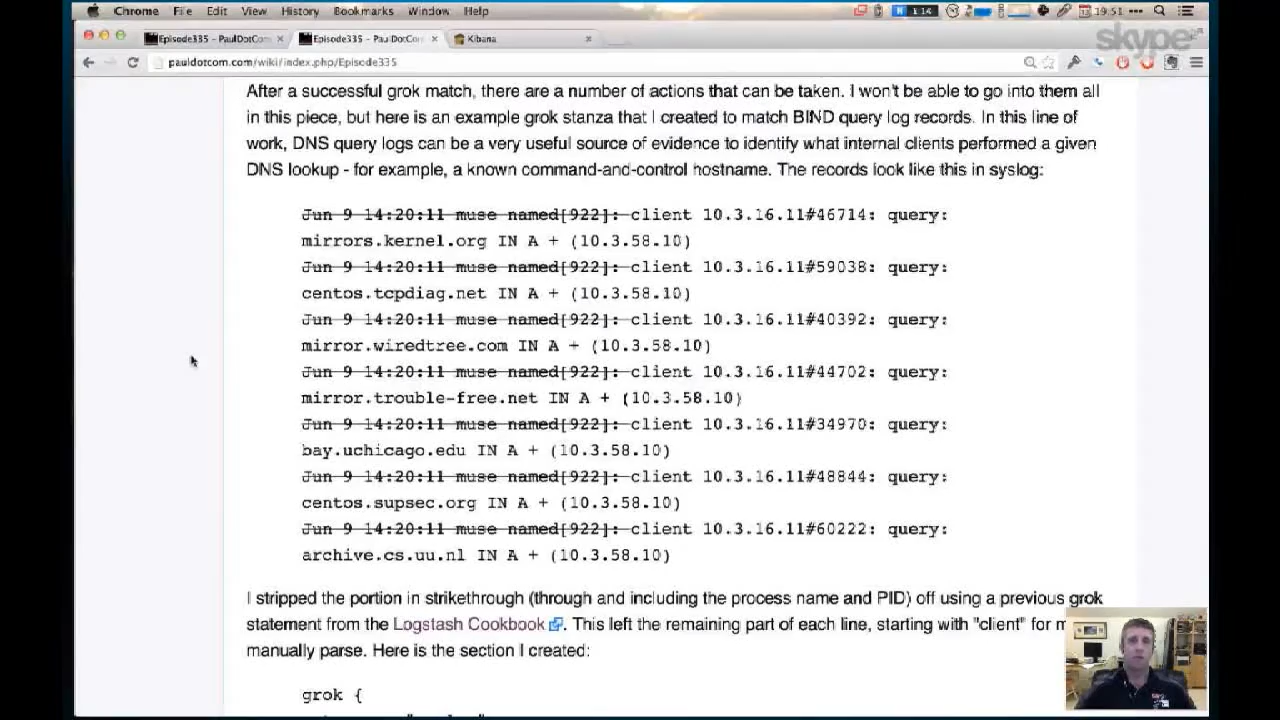 Chrome File Edit View History Bookmarks Window Help 1:14 19:51
skype
Episode335 - PaulDotCom Episode335 - PaulDotCom Kibana
pauldotcom.com/wiki/index.php/Episode335
After a successful grok match, there are a number of actions that can be taken. I won't be able to go into them all
in this piece, but here is an example grok stanza that I created to match BIND query log records. In this line of
work, DNS query logs can be a very useful source of evidence to identify what internal clients performed a given
DNS lookup - for example, a known command-and-control hostname. The records look like this in syslog:
Jun 9 14:20:11 muse named[922]: client 10.3.16.11#46714: query:
mirrors.kernel.org IN A + (10.3.58.10)
Jun 9 14:20:11 muse named[922]: client 10.3.16.11#59038: query:
centos.tcpdiag.net IN A + (10.3.58.10)
Jun 9 14:20:11 muse named[922]: client 10.3.16.11#40392: query:
mirror.wiredtree.com IN A + (10.3.58.10)
Jun 9 14:20:11 muse named[922]: client 10.3.16.11#44702: query:
mirror.trouble-free.net IN A + (10.3.58.10)
Jun 9 14:20:11 muse named[922]: client 10.3.16.11#34970: query:
bay.uchicago.edu IN A + (10.3.58.10)
Jun 9 14:20:11 muse named[922]: client 10.3.16.11#48844: query:
centos.supsec.org IN A + (10.3.58.10)
Jun 9 14:20:11 muse named[922]: client 10.3.16.11#60222: query:
archive.cs.uu.nl IN A + (10.3.58.10)
I stripped the portion in strikethrough (through and including the process name and PID) off using a previous grok
statement from the Logstash Cookbook. This left the remaining part of each line, starting with "client" for
manually parse. Here is the section I created:
grok {